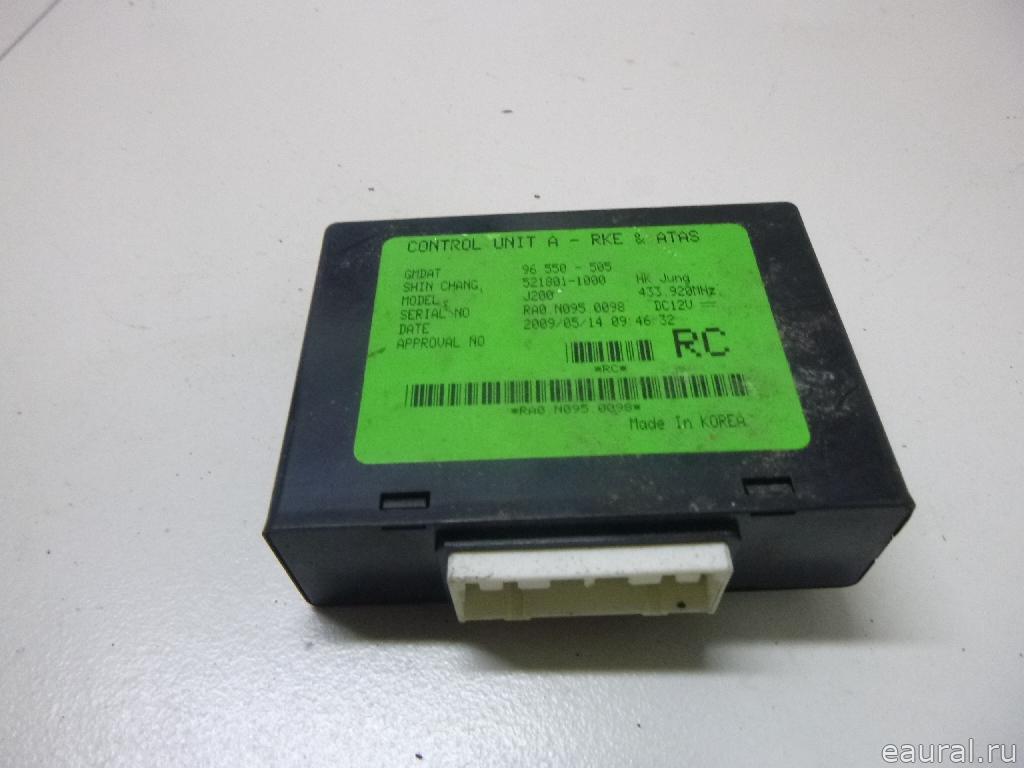 CONTROL UNIT A - RKE & ATAS
GMDAT 96 550 - 505
SHIN CHANG. 521801-1000 HK Jung
MODEL J200 433.920MHz
SERIAL NO RA0 N095 0098 DC12V
DATE 2009/05/14 09:46:32
APPROVAL NO
RC
*RC*
*RA0 N095 0098*
Made In KOREA
eaural.ru